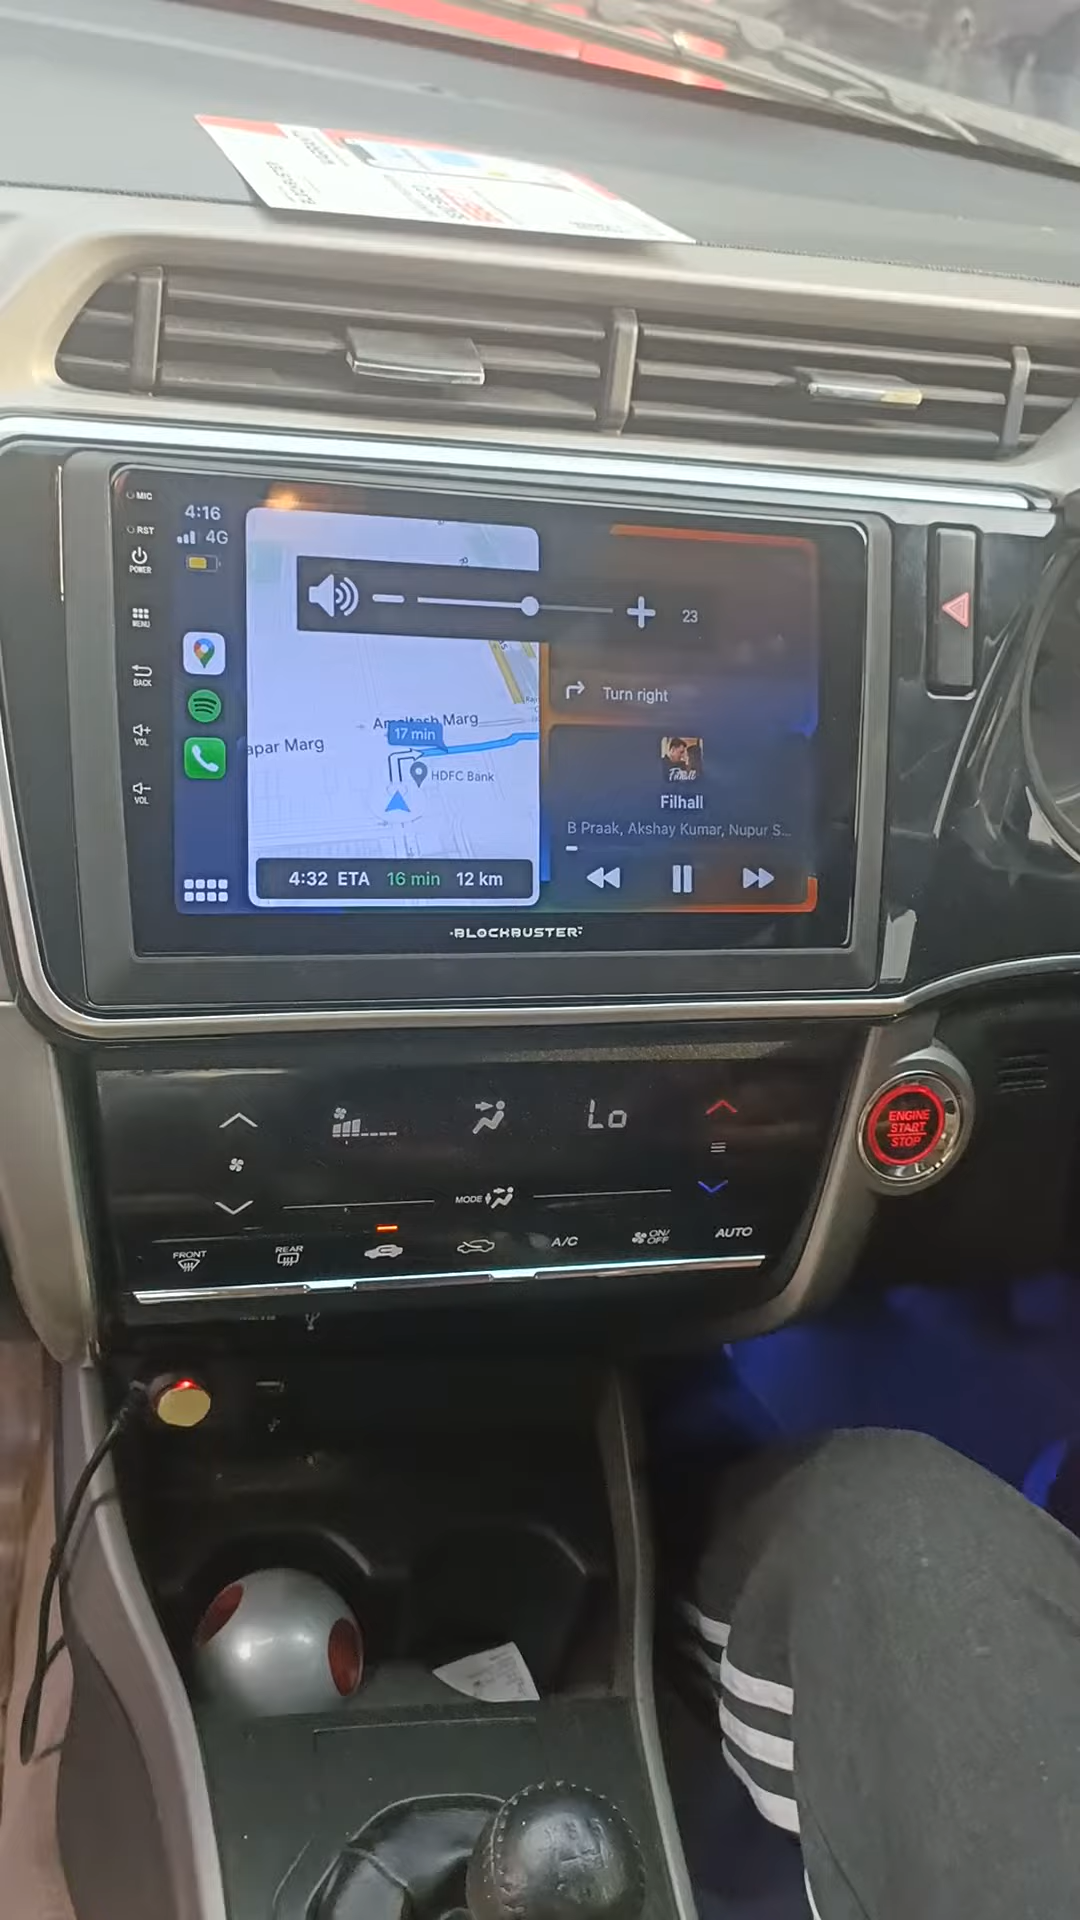 MIC
4:16
RST
4G
POWER
MENU
BACK
VOL
VOL
23
Turn right
Amaltash Marg
17 min
apar Marg
HDFC Bank
Filhall
Filhall
B Praak, Akshay Kumar, Nupur S...
4:32 ETA 16 min 12 km
BLOCKBUSTER
ENGINE
START
STOP
Lo
MODE
FRONT
REAR
A/C
ON/
OFF
AUTO